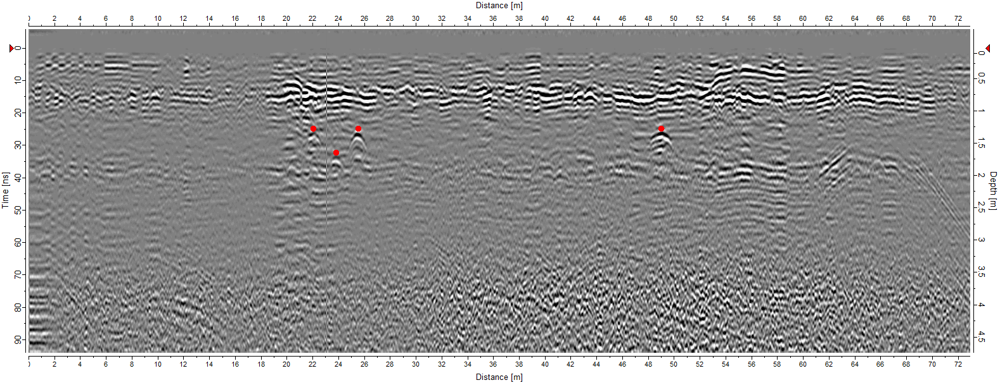 Distance [m]
0 2 4 6 8 10 12 14 16 18 20 22 24 26 28 30 32 34 36 38 40 42 44 46 48 50 52 54 56 58 60 62 64 66 68 70 72
Time [ns]
0 10 20 30 40 50 60 70 80 90
Depth [m]
0 0,5 1 1,5 2 2,5 3 3,5 4 4,5
0 2 4 6 8 10 12 14 16 18 20 22 24 26 28 30 32 34 36 38 40 42 44 46 48 50 52 54 56 58 60 62 64 66 68 70 72
Distance [m]